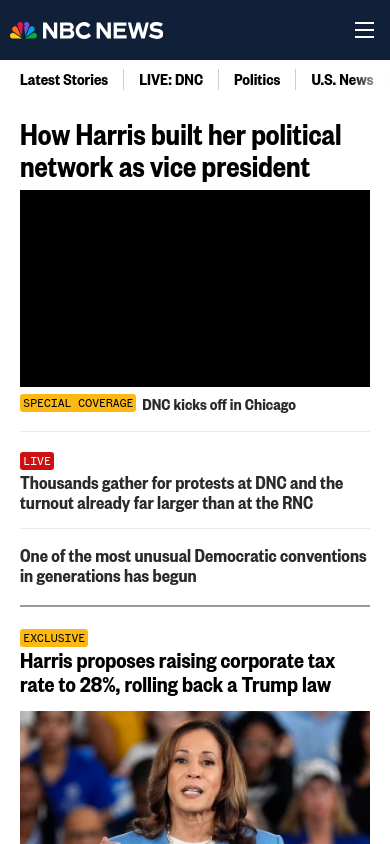 NBC NEWS
Latest Stories
LIVE: DNC
Politics
U.S. News
How Harris built her political
network as vice president
SPECIAL COVERAGE DNC kicks off in Chicago
LIVE
Thousands gather for protests at DNC and the
turnout already far larger than at the RNC
One of the most unusual Democratic conventions
in generations has begun
EXCLUSIVE
Harris proposes raising corporate tax
rate to 28%, rolling back a Trump law